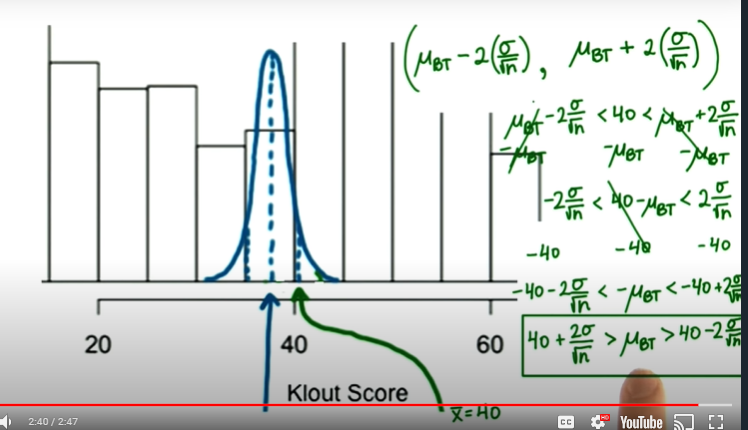 (μBT − 2(σ/√n), μBT + 2(σ/√n))
μBT − 2σ/√n < 40 < μBT + 2σ/√n
−μBT −μBT −μBT
−2σ/√n < 40 − μBT < 2σ/√n
−40 −40 −40
−40 − 2σ/√n < −μBT < −40 + 2σ/√n
40 + 2σ/√n > μBT > 40 − 2σ/√n
20 40 60
Klout Score
x̄ = 40
2:40 / 2:47
CC HD YouTube